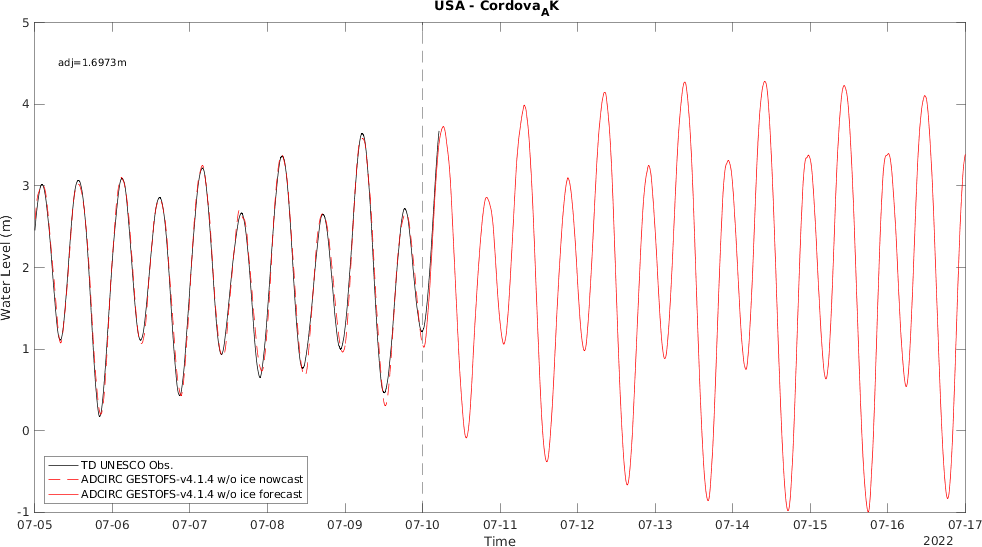 USA - Cordova_AK
5
adj=1.6973m
4
3
2
1
0
-1
Water Level (m)
TD UNESCO Obs.
ADCIRC GESTOFS-v4.1.4 w/o ice nowcast
ADCIRC GESTOFS-v4.1.4 w/o ice forecast
07-05 07-06 07-07 07-08 07-09 07-10 07-11 07-12 07-13 07-14 07-15 07-16 07-17
Time
2022